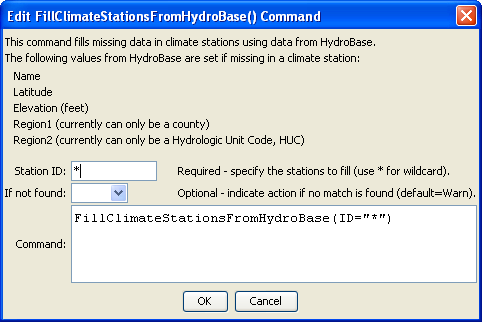 Edit FillClimateStationsFromHydroBase() Command
This command fills missing data in climate stations using data from HydroBase.
The following values from HydroBase are set if missing in a climate station:
Name
Latitude
Elevation (feet)
Region1 (currently can only be a county)
Region2 (currently can only be a Hydrologic Unit Code, HUC)
Station ID: * Required - specify the stations to fill (use * for wildcard).
If not found: Optional - indicate action if no match is found (default=Warn).
Command: FillClimateStationsFromHydroBase(ID="*")
OK Cancel